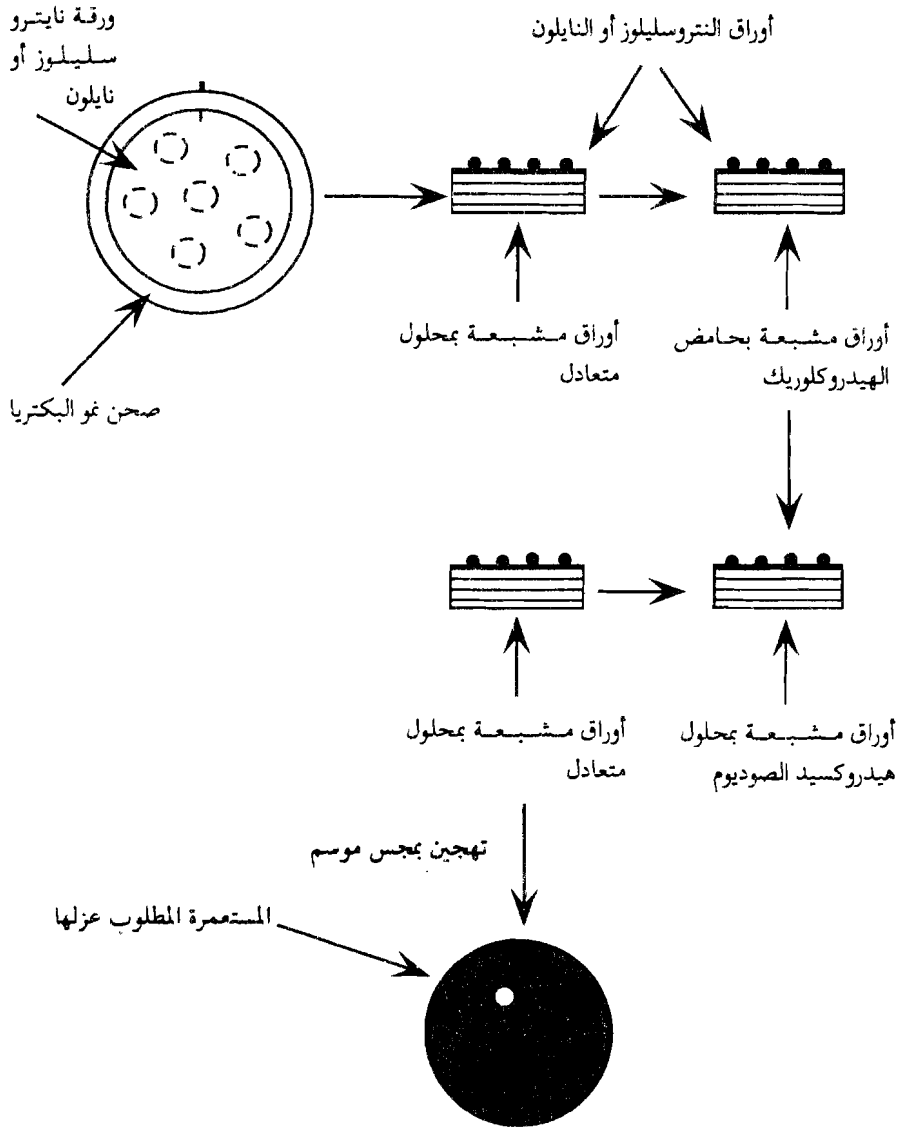 ورقة نايترو
سليلوز أو
نايلون
أوراق النتروسليلوز أو النايلون
أوراق مشبعة بمحلول
متعادل
أوراق مشبعة بحامض
الهيدروكلوريك
صحن نمو البكتريا
أوراق مشبعة بمحلول
متعادل
أوراق مشبعة بمحلول
هيدروكسيد الصوديوم
تهجين بمجس موسم
المستعمرة المطلوب عزلها